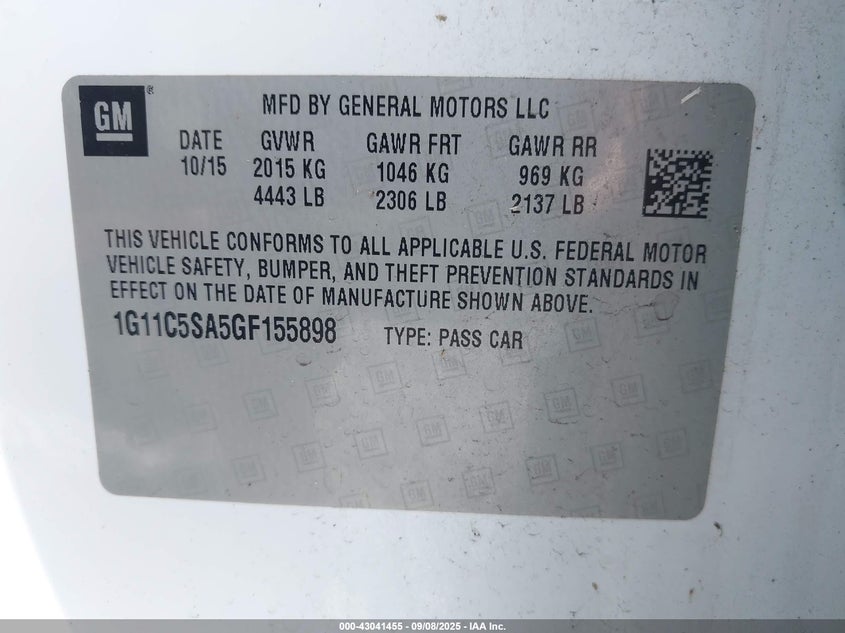 GM ®
MFD BY GENERAL MOTORS LLC
DATE GVWR GAWR FRT GAWR RR
10/15 2015 KG 1046 KG 969 KG
4443 LB 2306 LB 2137 LB
THIS VEHICLE CONFORMS TO ALL APPLICABLE U.S. FEDERAL MOTOR
VEHICLE SAFETY, BUMPER, AND THEFT PREVENTION STANDARDS IN
EFFECT ON THE DATE OF MANUFACTURE SHOWN ABOVE.
1G11C5SA5GF155898 TYPE: PASS CAR
000-43041455 - 09/08/2025 - IAA Inc.